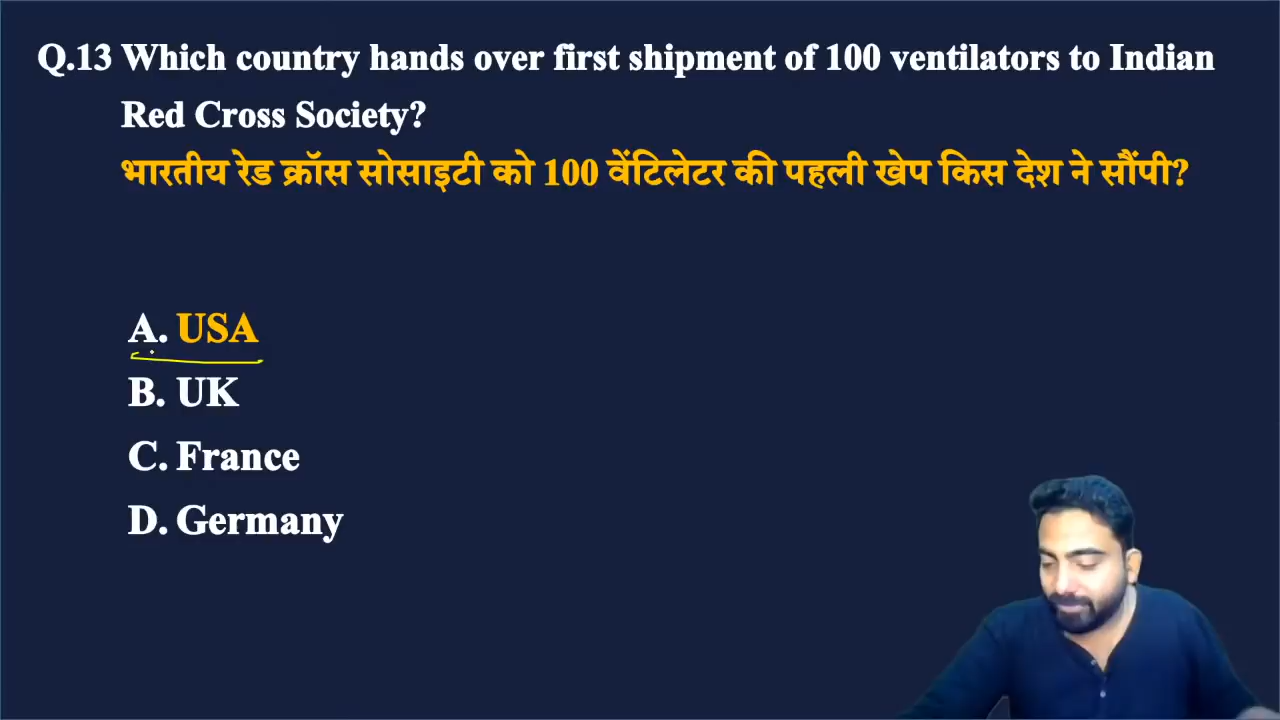 Q.13 Which country hands over first shipment of 100 ventilators to Indian
Red Cross Society?
भारतीय रेड क्रॉस सोसाइटी को 100 वेंटिलेटर की पहली खेप किस देश ने सौंपी?
A. USA
B. UK
C. France
D. Germany